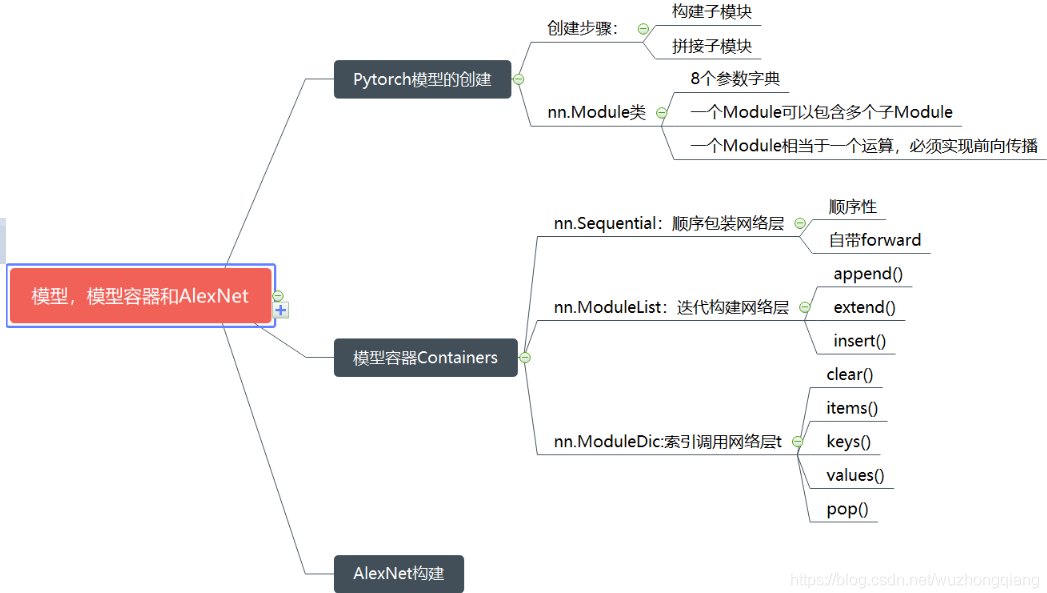 模型，模型容器和AlexNet
Pytorch模型的创建
创建步骤：
构建子模块
拼接子模块
nn.Module类
8个参数字典
一个Module可以包含多个子Module
一个Module相当于一个运算，必须实现前向传播
模型容器Containers
nn.Sequential：顺序包装网络层
顺序性
自带forward
nn.ModuleList：迭代构建网络层
append()
extend()
insert()
nn.ModuleDic:索引调用网络层t
clear()
items()
keys()
values()
pop()
AlexNet构建
https://blog.csdn.net/wuzhongqiang